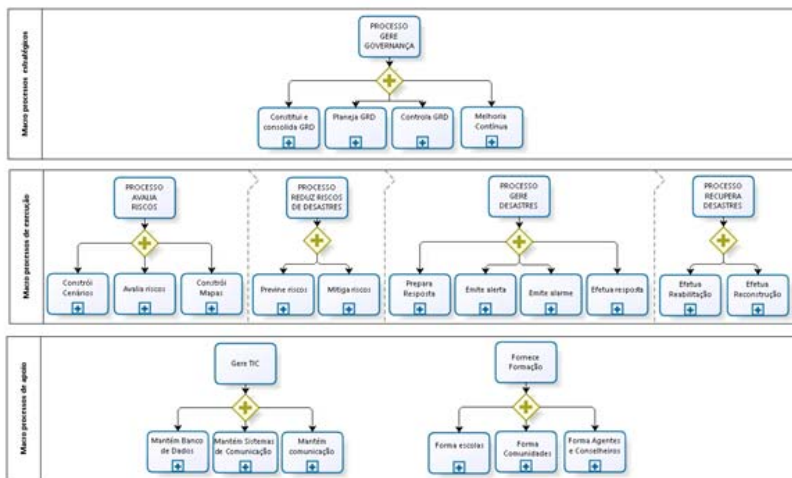 Macro processos estratégicos
PROCESSO
GERE
GOVERNANÇA
Constitui e
consolida GRD
Planeja GRD
Controla GRD
Melhoria
Contínua
Macro processos de execução
PROCESSO
AVALIA
RISCOS
PROCESSO
REDUZ RISCOS
DE DESASTRES
PROCESSO
GERE
DESASTRES
PROCESSO
RECUPERA
DESASTRES
Constrói
Cenários
Avalia riscos
Constrói
Mapas
Previne riscos
Mitiga riscos
Prepara
Resposta
Emite alerta
Emite alarme
Efetua resposta
Efetua
Reabilitação
Efetua
Reconstrução
Macro processos de apoio
Gere TIC
Fornece
Formação
Mantém Banco
de Dados
Mantém Sistemas
de Comunicação
Mantém
comunicação
Forma escolas
Forma
Comunidades
Forma Agentes
e Conselheiros